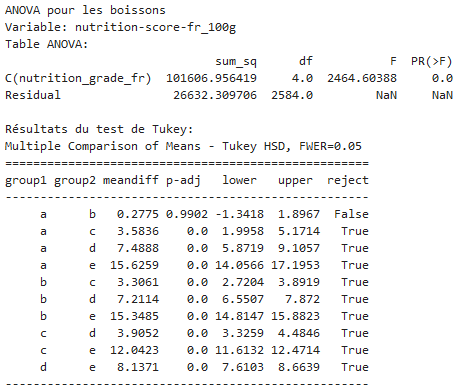 ANOVA pour les boissons
Variable: nutrition-score-fr_100g
Table ANOVA:
                            sum_sq      df           F  PR(>F)
C(nutrition_grade_fr)  101606.956419     4.0  2464.60388     0.0
Residual                26632.309706  2584.0         NaN     NaN

Résultats du test de Tukey:
Multiple Comparison of Means - Tukey HSD, FWER=0.05
===================================================
group1 group2 meandiff p-adj   lower   upper  reject
---------------------------------------------------
     a      b   0.2775 0.9902 -1.3418  1.8967  False
     a      c   3.5836    0.0  1.9958  5.1714   True
     a      d   7.4888    0.0  5.8719  9.1057   True
     a      e  15.6259    0.0 14.0566 17.1953   True
     b      c   3.3061    0.0  2.7204  3.8919   True
     b      d   7.2114    0.0  6.5507   7.872   True
     b      e  15.3485    0.0 14.8147 15.8823   True
     c      d   3.9052    0.0  3.3259  4.4846   True
     c      e  12.0423    0.0 11.6132 12.4714   True
     d      e   8.1371    0.0  7.6103  8.6639   True
---------------------------------------------------